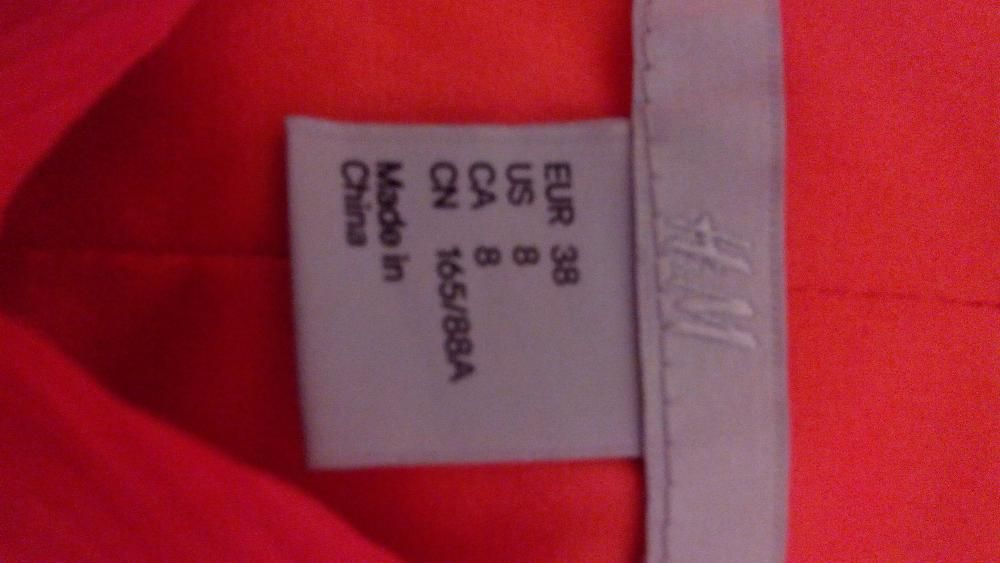 H&M
EUR 38
US 8
CA 8
CN 165/88A
Made in
China